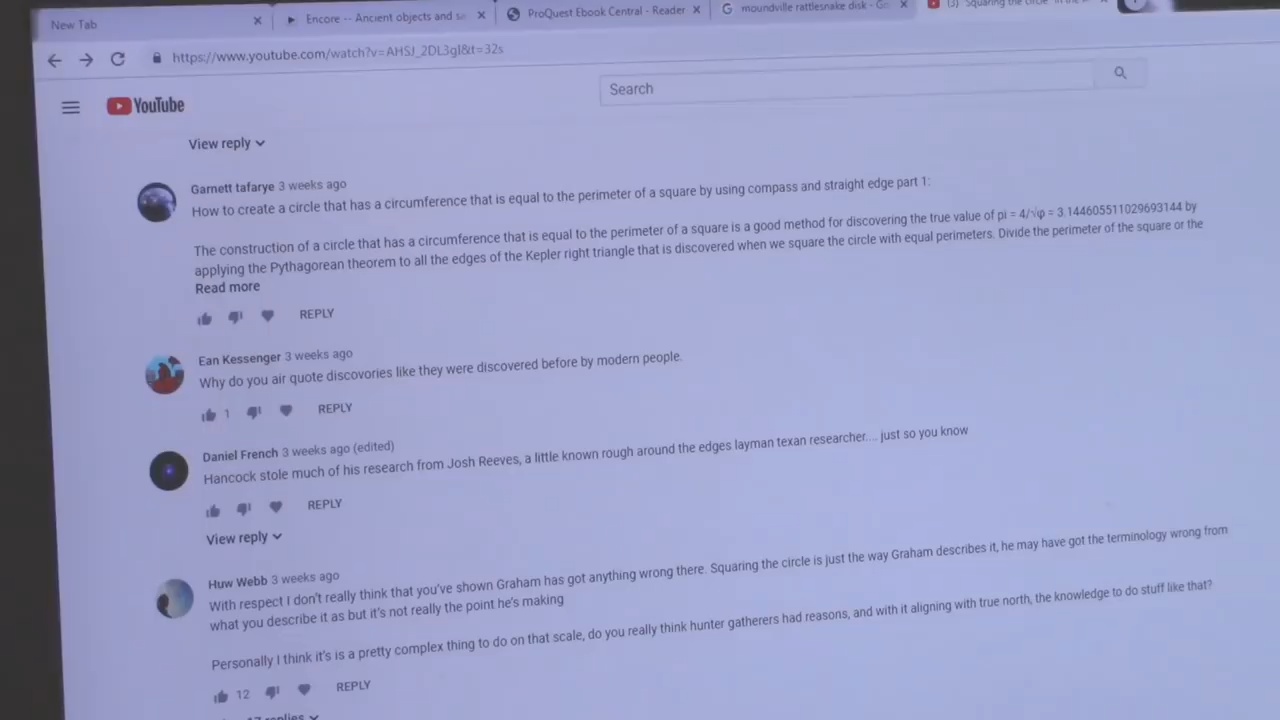 New Tab
Encore -- Ancient objects and
ProQuest Ebook Central - Reader
moundville rattlesnake disk -
Squaring the circle
https://www.youtube.com/watch?v=AHSJ_2DL3gI&t=32s
YouTube
Search
View reply
Garnett tafarye 3 weeks ago
How to create a circle that has a circumference that is equal to the perimeter of a square by using compass and straight edge part 1:
The construction of a circle that has a circumference that is equal to the perimeter of a square is a good method for discovering the true value of pi = 4/√φ = 3.144605511029693144 by
applying the Pythagorean theorem to all the edges of the Kepler right triangle that is discovered when we square the circle with equal perimeters. Divide the perimeter of the square or the
Read more
REPLY
Ean Kessenger 3 weeks ago
Why do you air quote discovories like they were discovered before by modern people.
1 REPLY
Daniel French 3 weeks ago (edited)
Hancock stole much of his research from Josh Reeves, a little known rough around the edges layman texan researcher.... just so you know
REPLY
View reply
Huw Webb 3 weeks ago
With respect I don't really think that you've shown Graham has got anything wrong there. Squaring the circle is just the way Graham describes it, he may have got the terminology wrong from
what you describe it as but it's not really the point he's making
Personally I think it's is a pretty complex thing to do on that scale, do you really think hunter gatherers had reasons, and with it aligning with true north, the knowledge to do stuff like that?
12 REPLY
replies